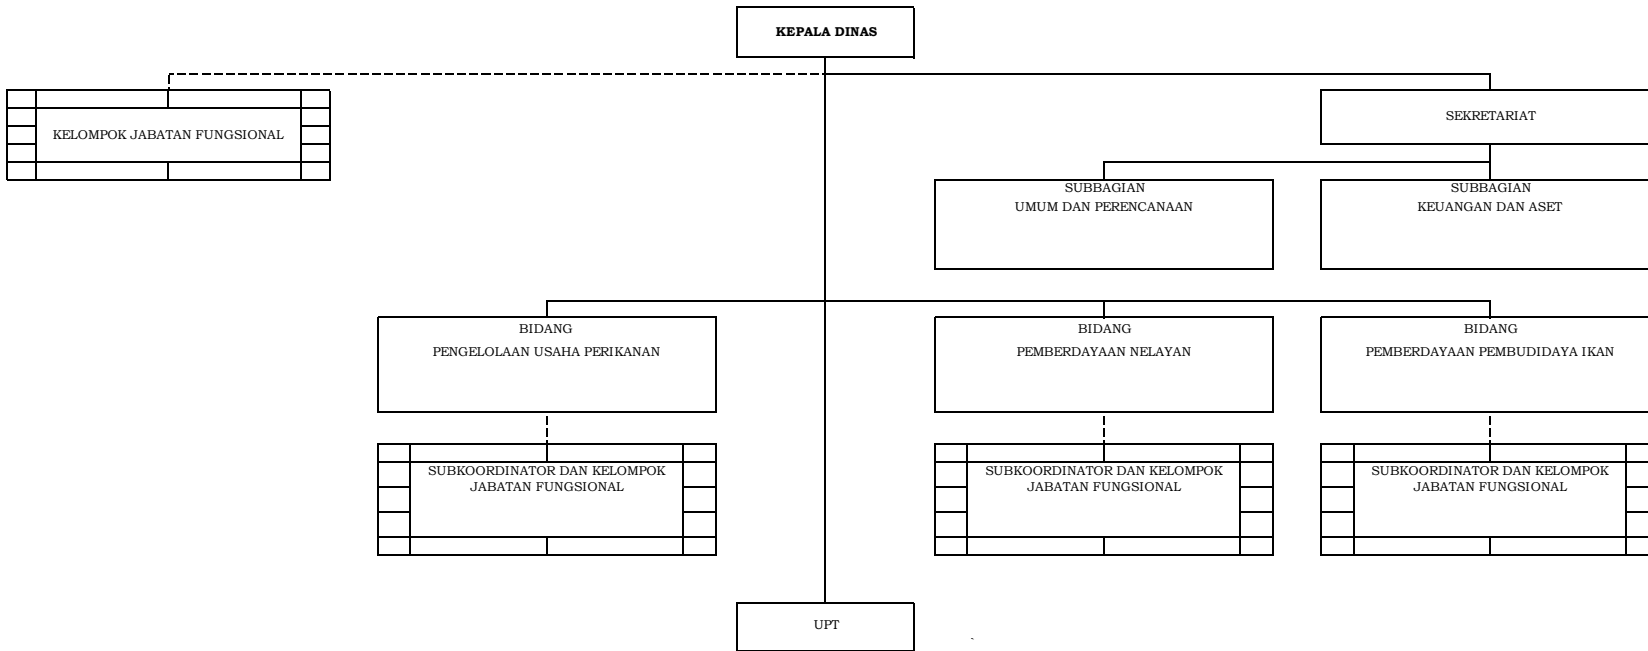 KEPALA DINAS
KELOMPOK JABATAN FUNGSIONAL
SEKRETARIAT
SUBBAGIAN
UMUM DAN PERENCANAAN
SUBBAGIAN
KEUANGAN DAN ASET
BIDANG
PENGELOLAAN USAHA PERIKANAN
BIDANG
PEMBERDAYAAN NELAYAN
BIDANG
PEMBERDAYAAN PEMBUDIDAYA IKAN
SUBKOORDINATOR DAN KELOMPOK
JABATAN FUNGSIONAL
SUBKOORDINATOR DAN KELOMPOK
JABATAN FUNGSIONAL
SUBKOORDINATOR DAN KELOMPOK
JABATAN FUNGSIONAL
UPT